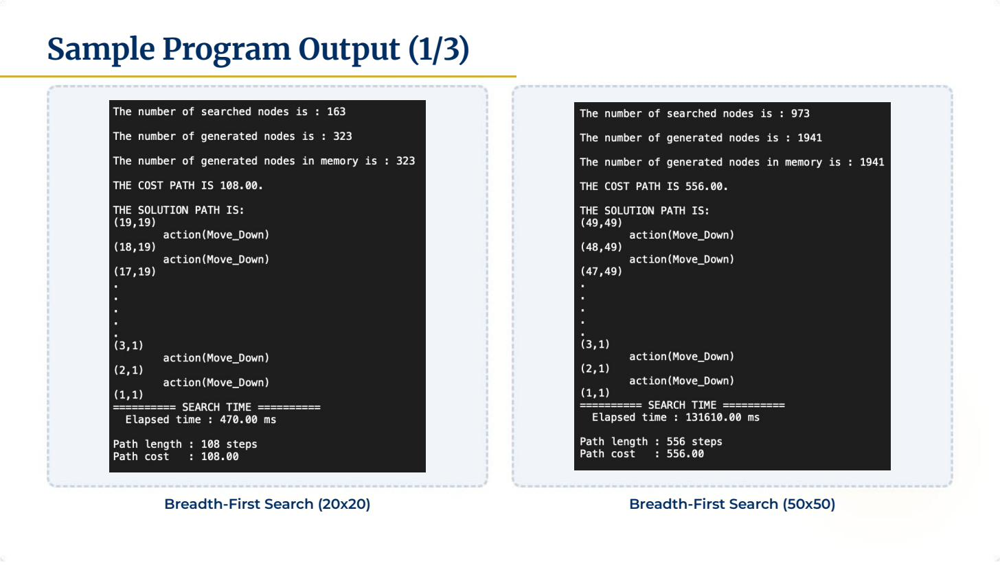 Sample Program Output (1/3)
The number of searched nodes is : 163
The number of generated nodes is : 323
The number of generated nodes in memory is : 323
THE COST PATH IS 108.00.
THE SOLUTION PATH IS:
(19,19)
action(Move_Down)
(18,19)
action(Move_Down)
(17,19)
.
.
.
.
.
(3,1)
action(Move_Down)
(2,1)
action(Move_Down)
(1,1)
========== SEARCH TIME ==========
Elapsed time : 470.00 ms
Path length : 108 steps
Path cost   : 108.00
Breadth-First Search (20x20)
The number of searched nodes is : 973
The number of generated nodes is : 1941
The number of generated nodes in memory is : 1941
THE COST PATH IS 556.00.
THE SOLUTION PATH IS:
(49,49)
action(Move_Down)
(48,49)
action(Move_Down)
(47,49)
.
.
.
.
.
(3,1)
action(Move_Down)
(2,1)
action(Move_Down)
(1,1)
========== SEARCH TIME ==========
Elapsed time : 131610.00 ms
Path length : 556 steps
Path cost   : 556.00
Breadth-First Search (50x50)